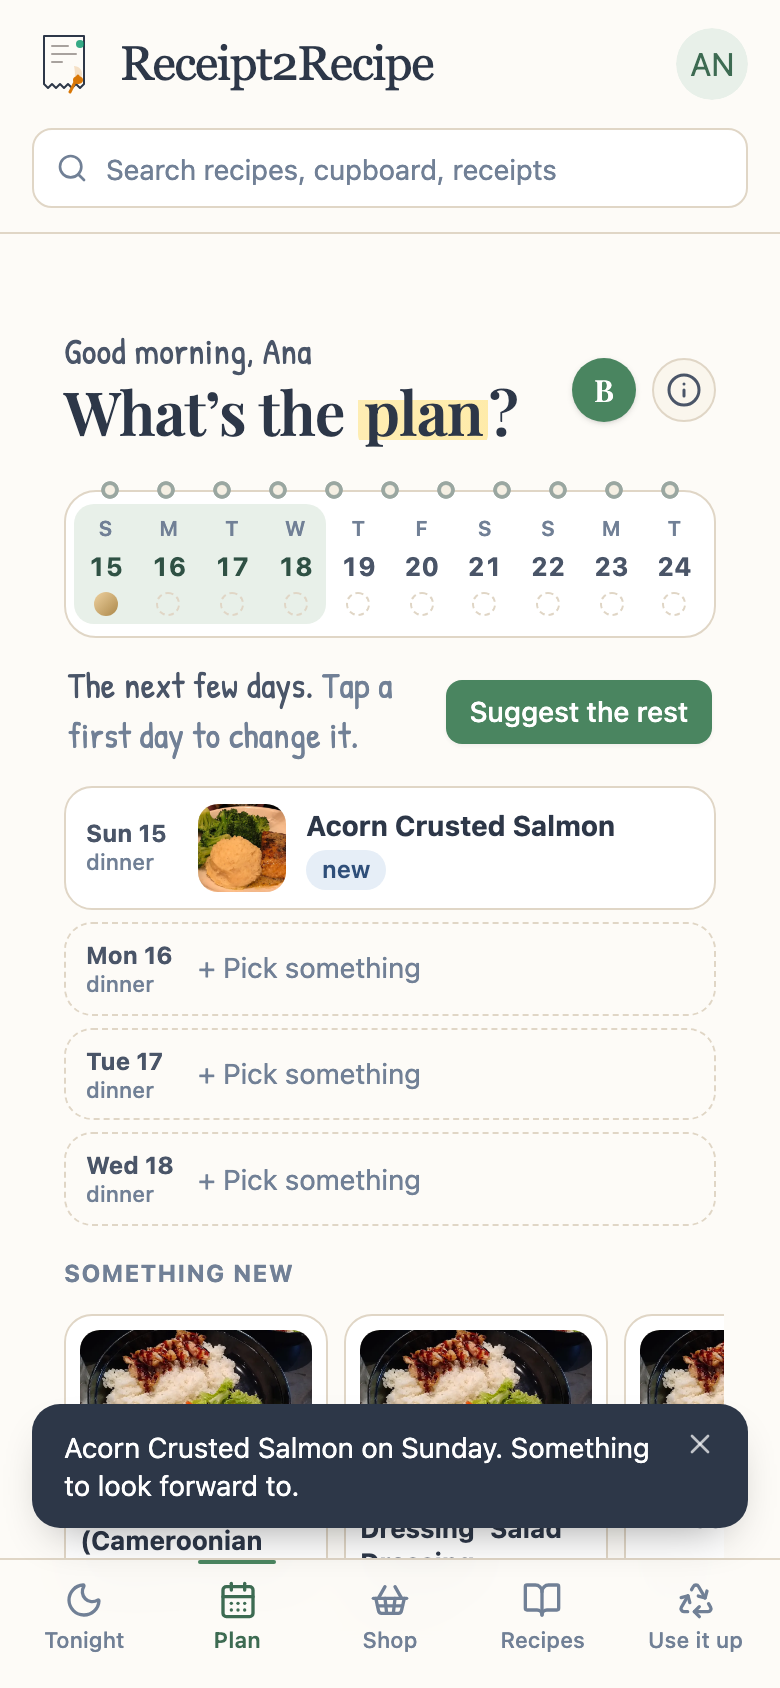 Receipt2Recipe
AN
Search recipes, cupboard, receipts
Good morning, Ana
What's the plan?
B
S M T W T F S S M T
15 16 17 18 19 20 21 22 23 24
The next few days. Tap a
first day to change it.
Suggest the rest
Sun 15
dinner
Acorn Crusted Salmon
new
Mon 16
dinner
+ Pick something
Tue 17
dinner
+ Pick something
Wed 18
dinner
+ Pick something
SOMETHING NEW
Acorn Crusted Salmon on Sunday. Something
to look forward to.
(Cameroonian
Dressing Salad
Dressing
Tonight
Plan
Shop
Recipes
Use it up